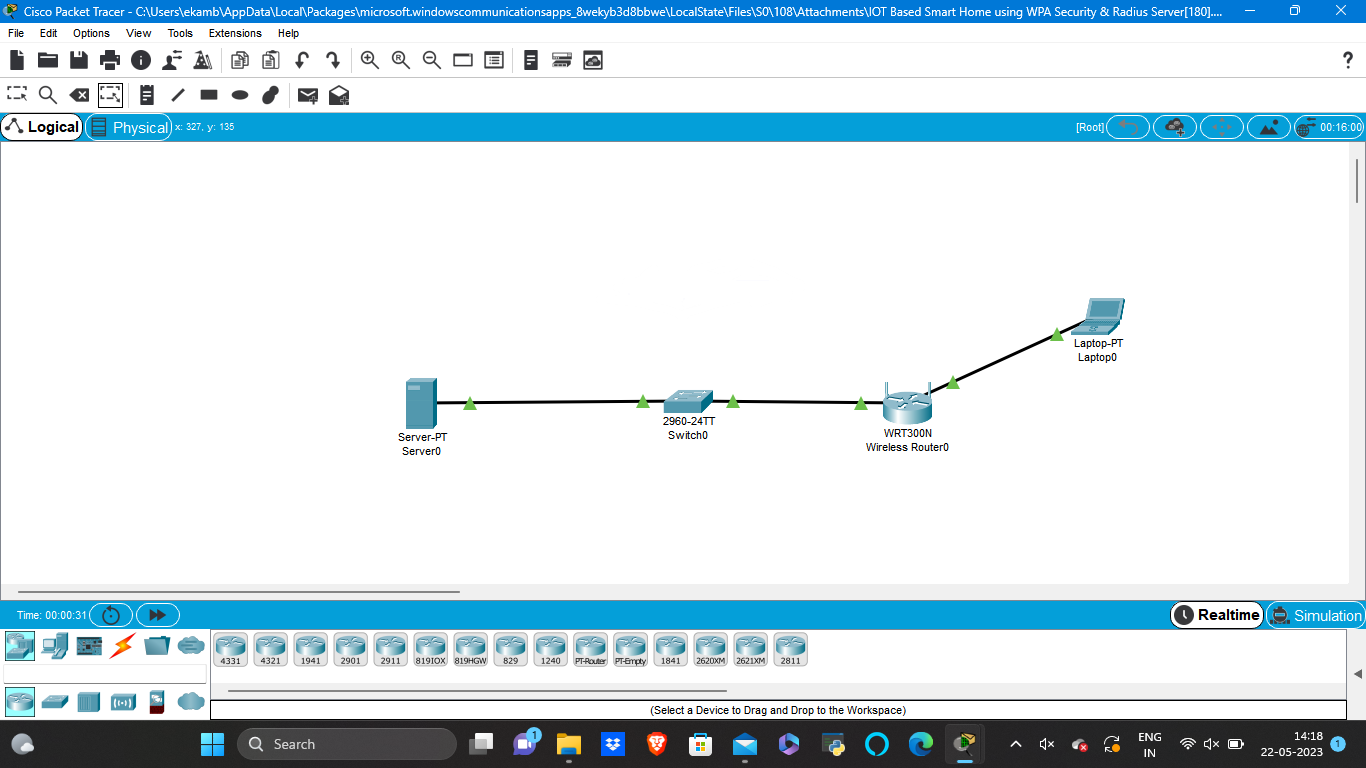 Cisco Packet Tracer - C:\Users\ekamb\AppData\Local\Packages\microsoft.windowscommunicationsapps_8wekyb3d8bbwe\LocalState\Files\S0\108\Attachments\IOT Based Smart Home using WPA Security & Radius Server[180]....
File Edit Options View Tools Extensions Help
Logical Physical x: 327, y: 135 [Root] 00:16:00
Laptop-PT
Laptop0
2960-24TT
Switch0
WRT300N
Wireless Router0
Server-PT
Server0
Time: 00:00:31 Realtime Simulation
4331 4321 1941 2901 2911 819IOX 819HGW 829 1240 PT-Router PT-Empty 1841 2620XM 2621XM 2811
(Select a Device to Drag and Drop to the Workspace)
Search 1 ENG 14:18
IN 22-05-2023 1